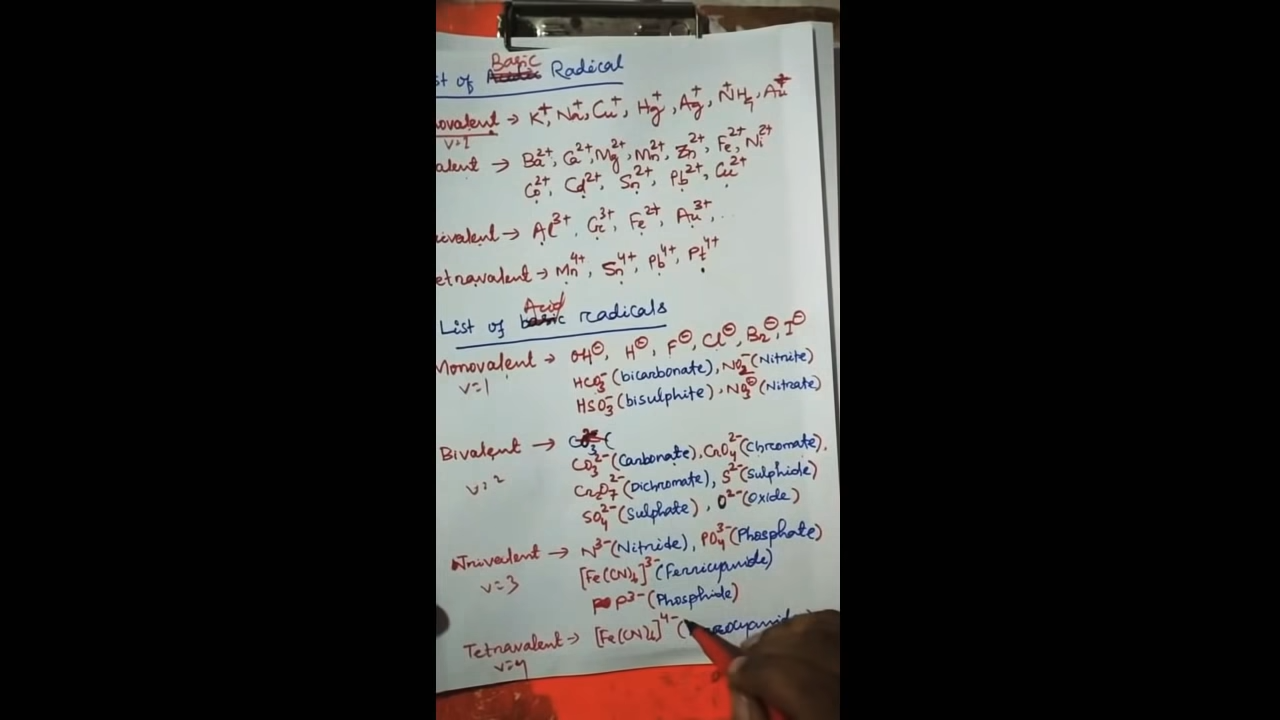 st of Basic Radical
ovalent → K⁺, Na⁺, Cu⁺, Hg⁺, Ag⁺, N⁺H₄, Au⁺
V=1
alent → Ba²⁺, Ca²⁺, Mg²⁺, Mn²⁺, Zn²⁺, Fe²⁺, Ni²⁺
Co²⁺, Cd²⁺, Sn²⁺, Pb²⁺, Cu²⁺
ivalent → Al³⁺, Cr³⁺, Fe²⁺, Au³⁺, ..
etravalent → Mn⁴⁺, Sn⁴⁺, Pb⁴⁺, Pt⁴⁺
List of Acid radicals
Monovalent → OH⊖, H⊖, F⊖, Cl⊖, Br⊖, I⊖
V=1 HCO₃⁻ (bicarbonate), NO₂⁻ (Nitrite)
HSO₃⁻ (bisulphite), NO₃⊖ (Nitrate)
Bivalent →
CO₃²⁻ (Carbonate), CrO₄²⁻ (Chromate),
V=2 Cr₂O₇²⁻ (Dichromate), S²⁻ (Sulphide)
SO₄²⁻ (Sulphate), O²⁻ (Oxide)
Trivalent → N³⁻ (Nitride), PO₄³⁻ (Phosphate)
V=3 [Fe(CN)₆]³⁻ (Ferricyanide)
P³⁻ (Phosphide)
Tetravalent → [Fe(CN)₆]⁴⁻ (
V=4